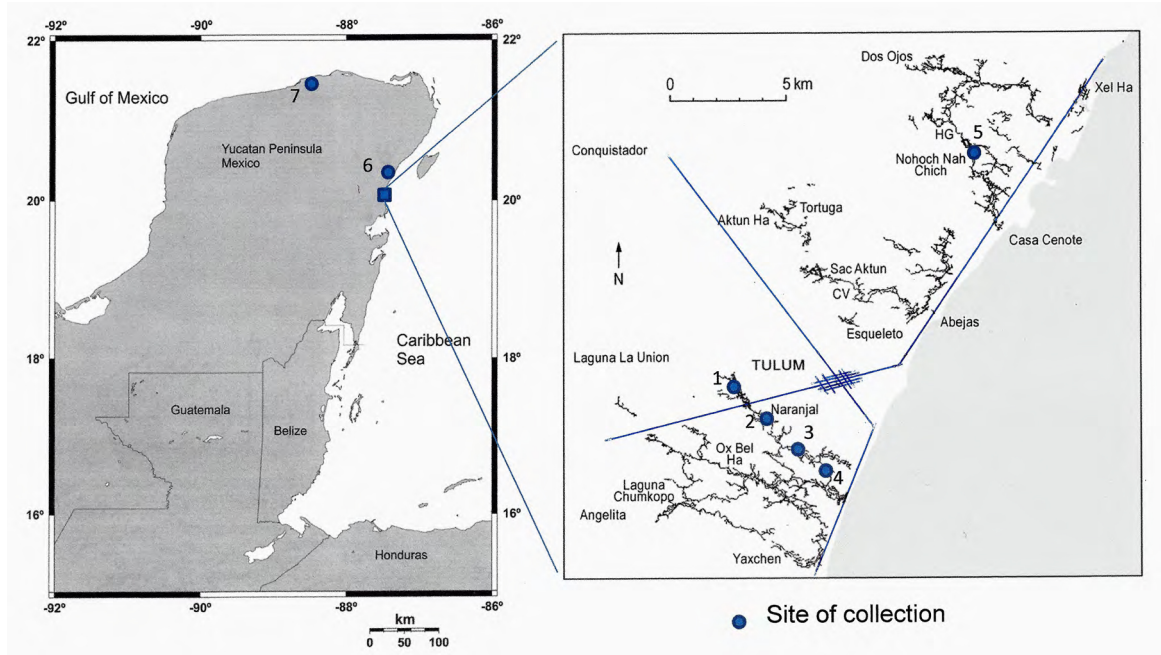 -92°
-90°
-88°
-86°
22°
22°
Gulf of Mexico
7
Yucatan Peninsula
Mexico
6
20°
20°
Caribbean
Sea
18°
18°
Guatemala
Belize
16°
16°
Honduras
-92°
-90°
-88°
-86°
km
0 50 100
Dos Ojos
0 5 km
Xel Ha
HG
5
Conquistador
Nohoch Nah
Chich
Tortuga
Aktun Ha
Casa Cenote
N
Sac Aktun
CV
Abejas
Esqueleto
Laguna La Union
TULUM
1
2
Naranjal
3
Ox Bel
Ha
4
Laguna
Chumkopo
Angelita
Yaxchen
Site of collection